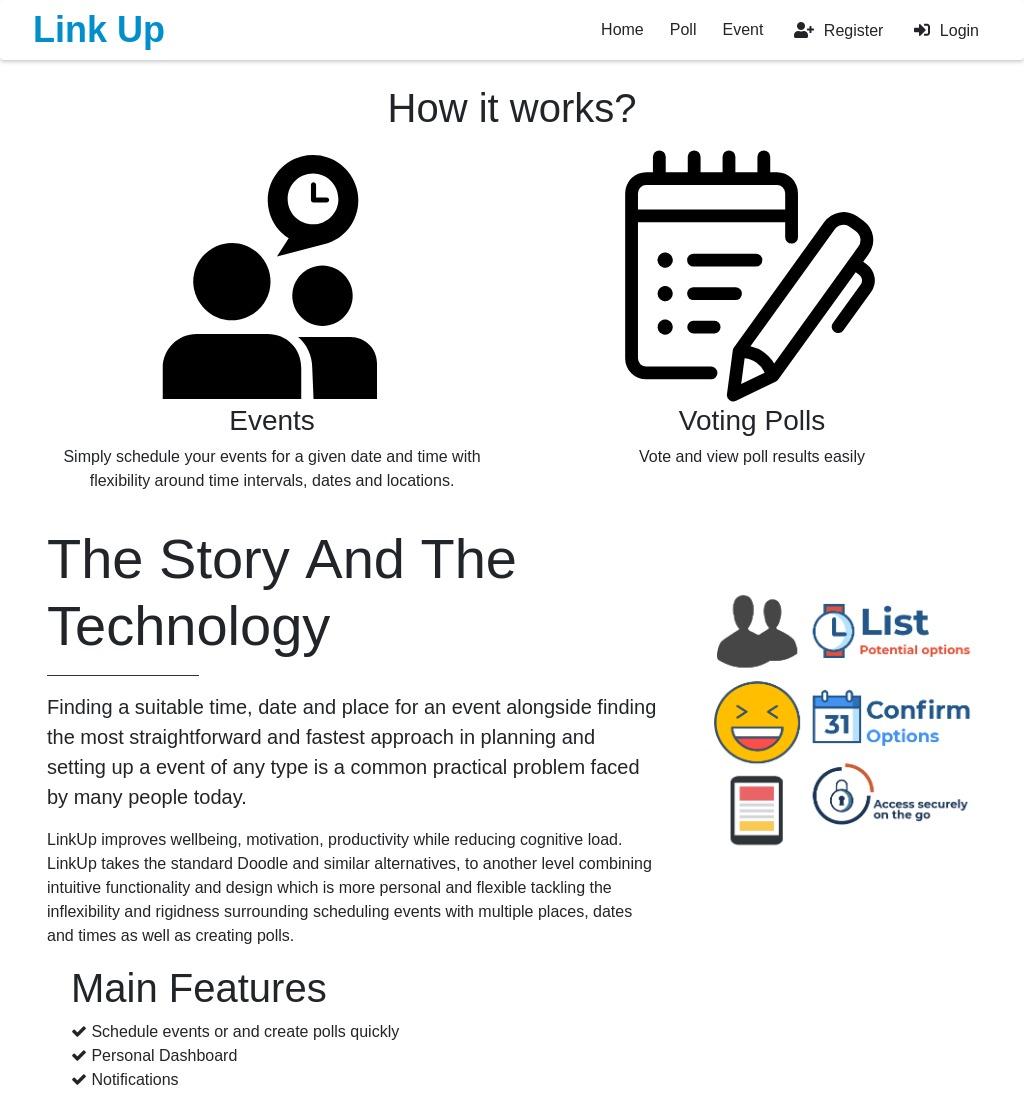 Link Up
Home
Poll
Event
Register
Login
How it works?
Events
Simply schedule your events for a given date and time with
flexibility around time intervals, dates and locations.
Voting Polls
Vote and view poll results easily
The Story And The
Technology
Finding a suitable time, date and place for an event alongside finding
the most straightforward and fastest approach in planning and
setting up a event of any type is a common practical problem faced
by many people today.
LinkUp improves wellbeing, motivation, productivity while reducing cognitive load.
LinkUp takes the standard Doodle and similar alternatives, to another level combining
intuitive functionality and design which is more personal and flexible tackling the
inflexibility and rigidness surrounding scheduling events with multiple places, dates
and times as well as creating polls.
List
Potential options
31
Confirm
Options
Access securely
on the go
Main Features
Schedule events or and create polls quickly
Personal Dashboard
Notifications